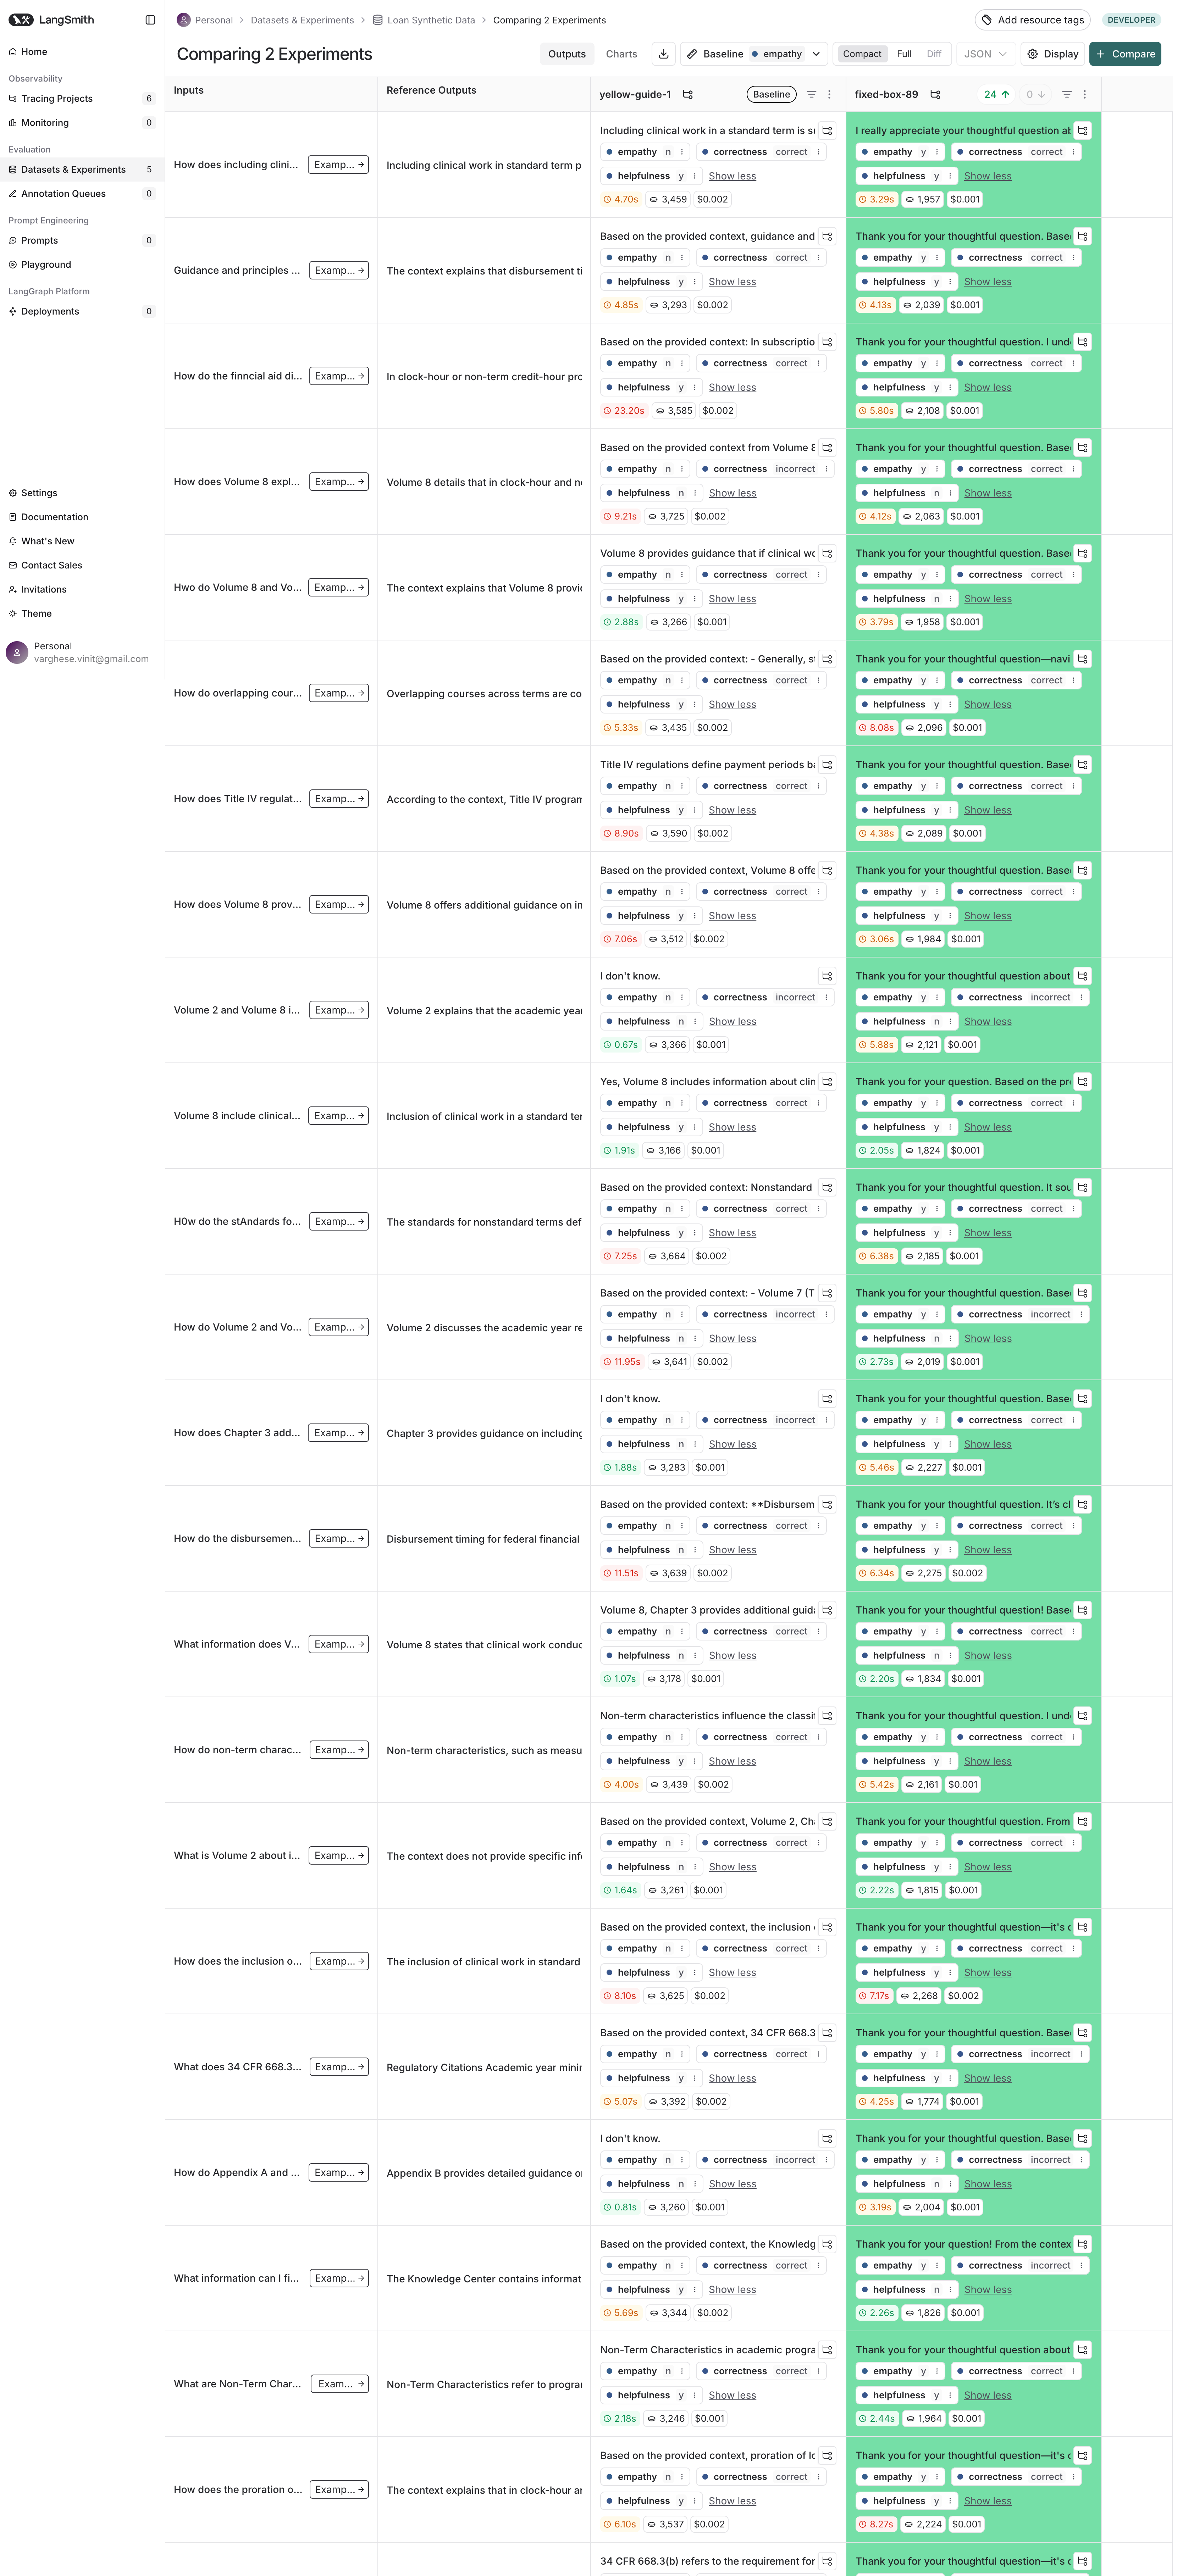 LangSmith
Personal > Datasets & Experiments > Loan Synthetic Data > Comparing 2 Experiments
Add resource tags
DEVELOPER
Home
Observability
Tracing Projects 6
Monitoring 0
Evaluation
Datasets & Experiments 5
Annotation Queues 0
Prompt Engineering
Prompts 0
Playground
LangGraph Platform
Deployments 0
Settings
Documentation
What's New
Contact Sales
Invitations
Theme
Personal
varghese.vinit@gmail.com
Comparing 2 Experiments
Outputs Charts
Baseline empathy
Compact Full Diff
JSON
Display
+ Compare
Inputs
Reference Outputs
yellow-guide-1 Baseline
fixed-box-89 24 ↑ 0 ↓
How does including clini... Examp... →
Including clinical work in standard term p
Including clinical work in a standard term is su
empathy n correctness correct
helpfulness y Show less
4.70s 3,459 $0.002
I really appreciate your thoughtful question ab
empathy y correctness correct
helpfulness y Show less
3.29s 1,957 $0.001
Guidance and principles ... Examp... →
The context explains that disbursement ti
Based on the provided context, guidance and
empathy n correctness correct
helpfulness y Show less
4.85s 3,293 $0.002
Thank you for your thoughtful question. Base
empathy y correctness correct
helpfulness y Show less
4.13s 2,039 $0.001
How do the finncial aid di... Examp... →
In clock-hour or non-term credit-hour pro
Based on the provided context: In subscriptio
empathy n correctness correct
helpfulness y Show less
23.20s 3,585 $0.002
Thank you for your thoughtful question. I und
empathy y correctness correct
helpfulness y Show less
5.80s 2,108 $0.001
How does Volume 8 expl... Examp... →
Volume 8 details that in clock-hour and no
Based on the provided context from Volume 8
empathy n correctness incorrect
helpfulness n Show less
9.21s 3,725 $0.002
Thank you for your thoughtful question. Base
empathy y correctness correct
helpfulness n Show less
4.12s 2,063 $0.001
Hwo do Volume 8 and Vo... Examp... →
The context explains that Volume 8 provid
Volume 8 provides guidance that if clinical wo
empathy n correctness correct
helpfulness y Show less
2.88s 3,266 $0.001
Thank you for your thoughtful question. Base
empathy y correctness correct
helpfulness n Show less
3.79s 1,958 $0.001
How do overlapping cour... Examp... →
Overlapping courses across terms are co
Based on the provided context: - Generally, st
empathy n correctness correct
helpfulness y Show less
5.33s 3,435 $0.002
Thank you for your thoughtful question—navi
empathy y correctness correct
helpfulness y Show less
8.08s 2,096 $0.001
How does Title IV regulat... Examp... →
According to the context, Title IV program
Title IV regulations define payment periods ba
empathy n correctness correct
helpfulness y Show less
8.90s 3,590 $0.002
Thank you for your thoughtful question. Base
empathy y correctness correct
helpfulness y Show less
4.38s 2,089 $0.001
How does Volume 8 prov... Examp... →
Volume 8 offers additional guidance on in
Based on the provided context, Volume 8 offe
empathy n correctness correct
helpfulness y Show less
7.06s 3,512 $0.002
Thank you for your thoughtful question. Base
empathy y correctness correct
helpfulness y Show less
3.06s 1,984 $0.001
Volume 2 and Volume 8 i... Examp... →
Volume 2 explains that the academic year
I don't know.
empathy n correctness incorrect
helpfulness n Show less
0.67s 3,366 $0.001
Thank you for your thoughtful question about
empathy y correctness incorrect
helpfulness n Show less
5.88s 2,121 $0.001
Volume 8 include clinical... Examp... →
Inclusion of clinical work in a standard ter
Yes, Volume 8 includes information about clin
empathy n correctness correct
helpfulness y Show less
1.91s 3,166 $0.001
Thank you for your question. Based on the pr
empathy y correctness correct
helpfulness y Show less
2.05s 1,824 $0.001
H0w do the stAndards fo... Examp... →
The standards for nonstandard terms def
Based on the provided context: Nonstandard
empathy n correctness correct
helpfulness y Show less
7.25s 3,664 $0.002
Thank you for your thoughtful question. It sou
empathy y correctness correct
helpfulness y Show less
6.38s 2,185 $0.001
How do Volume 2 and Vo... Examp... →
Volume 2 discusses the academic year re
Based on the provided context: - Volume 7 (T
empathy n correctness incorrect
helpfulness n Show less
11.95s 3,641 $0.002
Thank you for your thoughtful question. Base
empathy y correctness incorrect
helpfulness n Show less
2.73s 2,019 $0.001
How does Chapter 3 add... Examp... →
Chapter 3 provides guidance on including
I don't know.
empathy n correctness incorrect
helpfulness n Show less
1.88s 3,283 $0.001
Thank you for your thoughtful question. Base
empathy y correctness correct
helpfulness y Show less
5.46s 2,227 $0.001
How do the disbursemen... Examp... →
Disbursement timing for federal financial
Based on the provided context: **Disbursem
empathy n correctness correct
helpfulness n Show less
11.51s 3,639 $0.002
Thank you for your thoughtful question. It’s cl
empathy y correctness correct
helpfulness y Show less
6.34s 2,275 $0.002
What information does V... Examp... →
Volume 8 states that clinical work conduc
Volume 8, Chapter 3 provides additional guida
empathy n correctness correct
helpfulness n Show less
1.07s 3,178 $0.001
Thank you for your thoughtful question! Base
empathy y correctness correct
helpfulness n Show less
2.20s 1,834 $0.001
How do non-term charac... Examp... →
Non-term characteristics, such as measu
Non-term characteristics influence the classif
empathy n correctness correct
helpfulness y Show less
4.00s 3,439 $0.002
Thank you for your thoughtful question. I und
empathy y correctness correct
helpfulness y Show less
5.42s 2,161 $0.001
What is Volume 2 about i... Examp... →
The context does not provide specific info
Based on the provided context, Volume 2, Cha
empathy n correctness correct
helpfulness n Show less
1.64s 3,261 $0.001
Thank you for your thoughtful question. From
empathy y correctness correct
helpfulness y Show less
2.22s 1,815 $0.001
How does the inclusion o... Examp... →
The inclusion of clinical work in standard
Based on the provided context, the inclusion
empathy n correctness correct
helpfulness y Show less
8.10s 3,625 $0.002
Thank you for your thoughtful question—it's c
empathy y correctness correct
helpfulness y Show less
7.17s 2,268 $0.002
What does 34 CFR 668.3... Examp... →
Regulatory Citations Academic year minin
Based on the provided context, 34 CFR 668.3
empathy n correctness correct
helpfulness y Show less
5.07s 3,392 $0.002
Thank you for your thoughtful question. Base
empathy y correctness incorrect
helpfulness y Show less
4.25s 1,774 $0.001
How do Appendix A and ... Examp... →
Appendix B provides detailed guidance o
I don't know.
empathy n correctness incorrect
helpfulness n Show less
0.81s 3,260 $0.001
Thank you for your thoughtful question. Base
empathy y correctness incorrect
helpfulness n Show less
3.19s 2,004 $0.001
What information can I fi... Examp... →
The Knowledge Center contains informat
Based on the provided context, the Knowledg
empathy n correctness correct
helpfulness y Show less
5.69s 3,344 $0.002
Thank you for your question! From the contex
empathy y correctness incorrect
helpfulness n Show less
2.26s 1,826 $0.001
What are Non-Term Char... Exam... →
Non-Term Characteristics refer to program
Non-Term Characteristics in academic progra
empathy n correctness correct
helpfulness y Show less
2.18s 3,246 $0.001
Thank you for your thoughtful question about
empathy y correctness correct
helpfulness y Show less
2.44s 1,964 $0.001
How does the proration o... Examp... →
The context explains that in clock-hour ar
Based on the provided context, proration of lo
empathy n correctness correct
helpfulness y Show less
6.10s 3,537 $0.002
Thank you for your thoughtful question—it's c
empathy y correctness correct
helpfulness y Show less
8.27s 2,224 $0.001
34 CFR 668.3(b) refers to the requirement for
Thank you for your thoughtful question—it's c